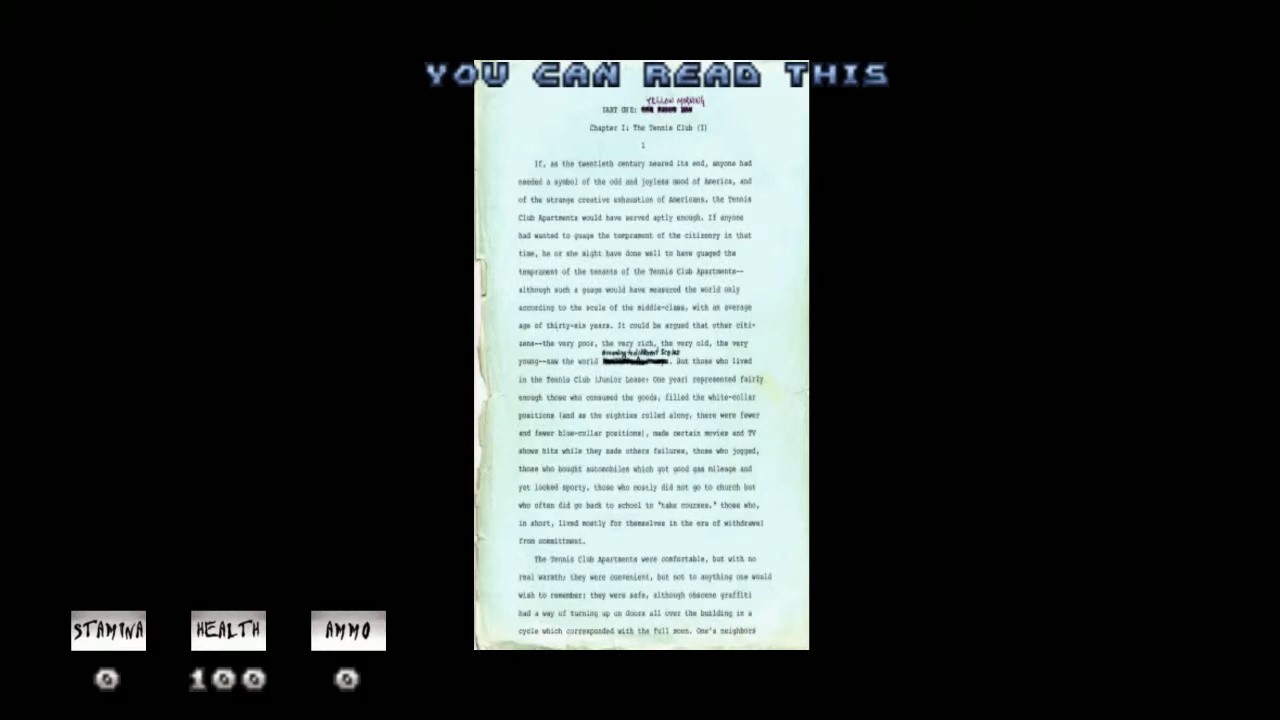 YOU CAN READ THIS
YELLOW MORNING
PART ONE:
Chapter I: The Tennis Club (I)
1
If, as the twentieth century neared its end, anyone had
needed a symbol of the odd and joyless mood of America, and
of the strange creative exhaustion of Americans, the Tennis
Club Apartments would have served aptly enough. If anyone
had wanted to guage the temprament of the citizenry in that
time, he or she might have done well to have guaged the
temprament of the tenants of the Tennis Club Apartments--
although such a guage would have measured the world only
according to the scale of the middle-class, with an average
age of thirty-six years. It could be argued that other citi-
zens--the very poor, the very rich, the very old, the very
according to different scales
young--saw the world . But those who lived
in the Tennis Club (Junior Lease: One year) represented fairly
enough those who consumed the goods, filled the white-collar
positions (and as the eighties rolled along, there were fewer
and fewer blue-collar positions), made certain movies and TV
shows hits while they made others failures, those who jogged,
those who bought automobiles which got good gas mileage and
yet looked sporty, those who mostly did not go to church but
who often did go back to school to "take courses," those who,
in short, lived mostly for themselves in the era of withdrawal
from committment.
The Tennis Club Apartments were comfortable, but with no
real warmth; they were convenient, but not to anything one would
wish to remember; they were safe, although obscene graffiti
had a way of turning up on doors all over the building in a
cycle which corresponded with the full moon. One's neighbors
STAMINA HEALTH AMMO
0 100 0